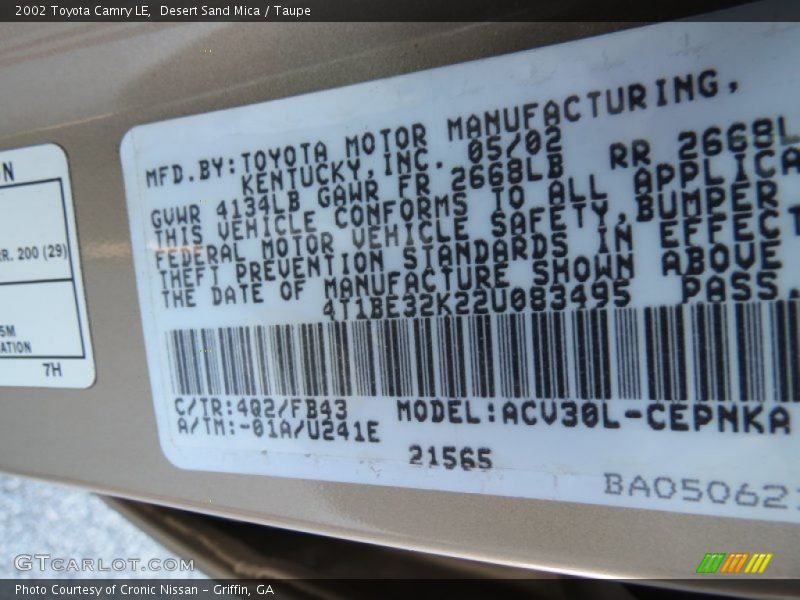 2002 Toyota Camry LE,  Desert Sand Mica / Taupe
MFD.BY:TOYOTA MOTOR MANUFACTURING,
KENTUCKY,INC. 05/02
GVWR 4134LB GAWR FR 2668LB RR 2668L
THIS VEHICLE CONFORMS TO ALL APPLICA
FEDERAL MOTOR VEHICLE SAFETY,BUMPER
THEFT PREVENTION STANDARDS IN EFFECT
THE DATE OF MANUFACTURE SHOWN ABOVE
4T1BE32K22U083495 PASS.
C/TR:4Q2/FB43 MODEL:ACV30L-CEPNKA
A/TM:-01A/U241E
21565
BA05062
N
R. 200 (29)
SM
ATION
7H
GTCarLot.com
Photo Courtesy of Cronic Nissan - Griffin, GA